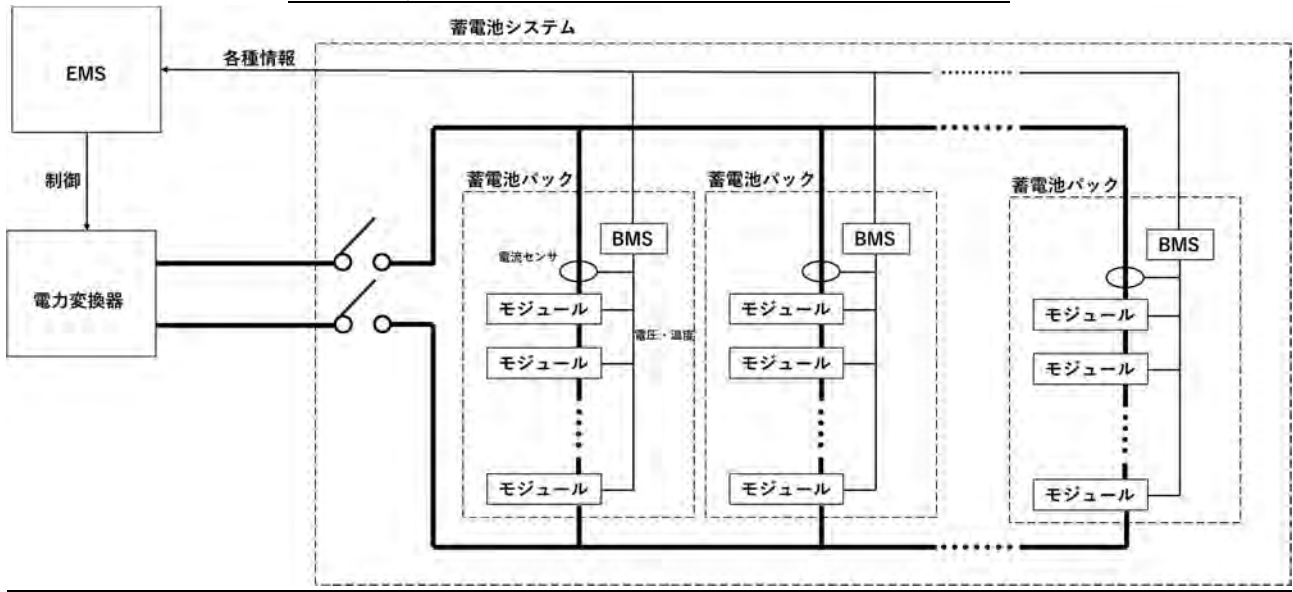 蓄電池システム
各種情報
EMS
制御
電力変換器
蓄電池パック
BMS
電流センサ
モジュール
電圧・温度
モジュール
モジュール
蓄電池パック
BMS
モジュール
モジュール
モジュール
蓄電池パック
BMS
モジュール
モジュール
モジュール